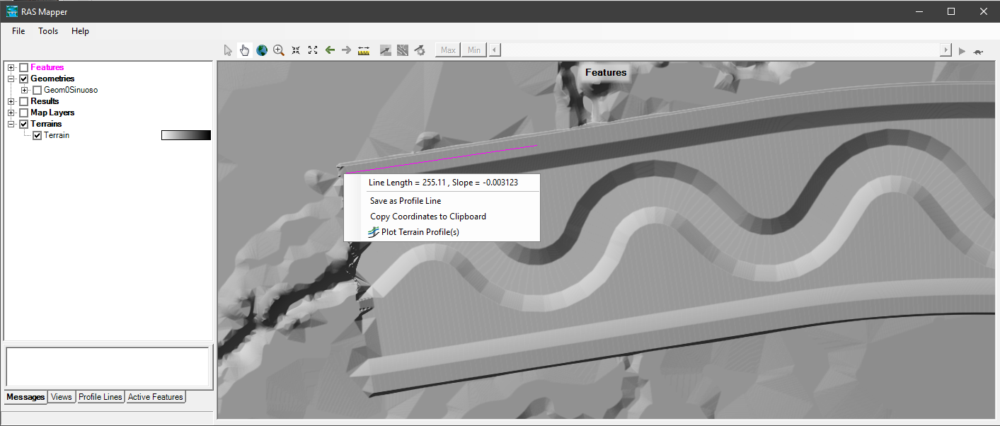 RAS Mapper
File Tools Help
Max Min
Features
Geometries
Geom0Sinuoso
Results
Map Layers
Terrains
Terrain
Features
Line Length = 255.11 , Slope = -0.003123
Save as Profile Line
Copy Coordinates to Clipboard
Plot Terrain Profile(s)
Messages Views Profile Lines Active Features